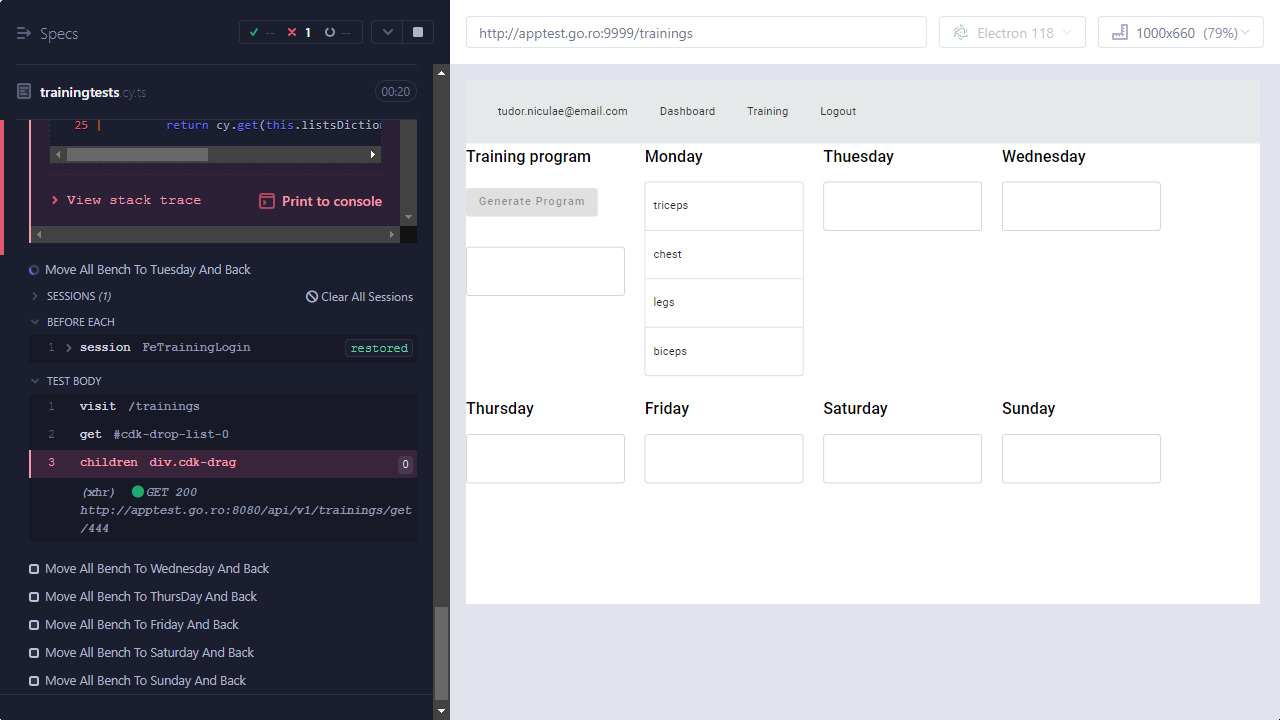 Specs
-- 1 --
trainingtests.cy.ts
00:20
25 | return cy.get(this.listsDiction
View stack trace
Print to console
Move All Bench To Tuesday And Back
SESSIONS (1)
Clear All Sessions
BEFORE EACH
1 session FeTrainingLogin restored
TEST BODY
1 visit /trainings
2 get #cdk-drop-list-0
3 children div.cdk-drag 0
(xhr) GET 200
http://apptest.go.ro:8080/api/v1/trainings/get
/444
Move All Bench To Wednesday And Back
Move All Bench To ThursDay And Back
Move All Bench To Friday And Back
Move All Bench To Saturday And Back
Move All Bench To Sunday And Back
http://apptest.go.ro:9999/trainings
Electron 118
1000x660 (79%)
tudor.niculae@email.com Dashboard Training Logout
Training program Monday Thuesday Wednesday
Generate Program
triceps
chest
legs
biceps
Thursday Friday Saturday Sunday